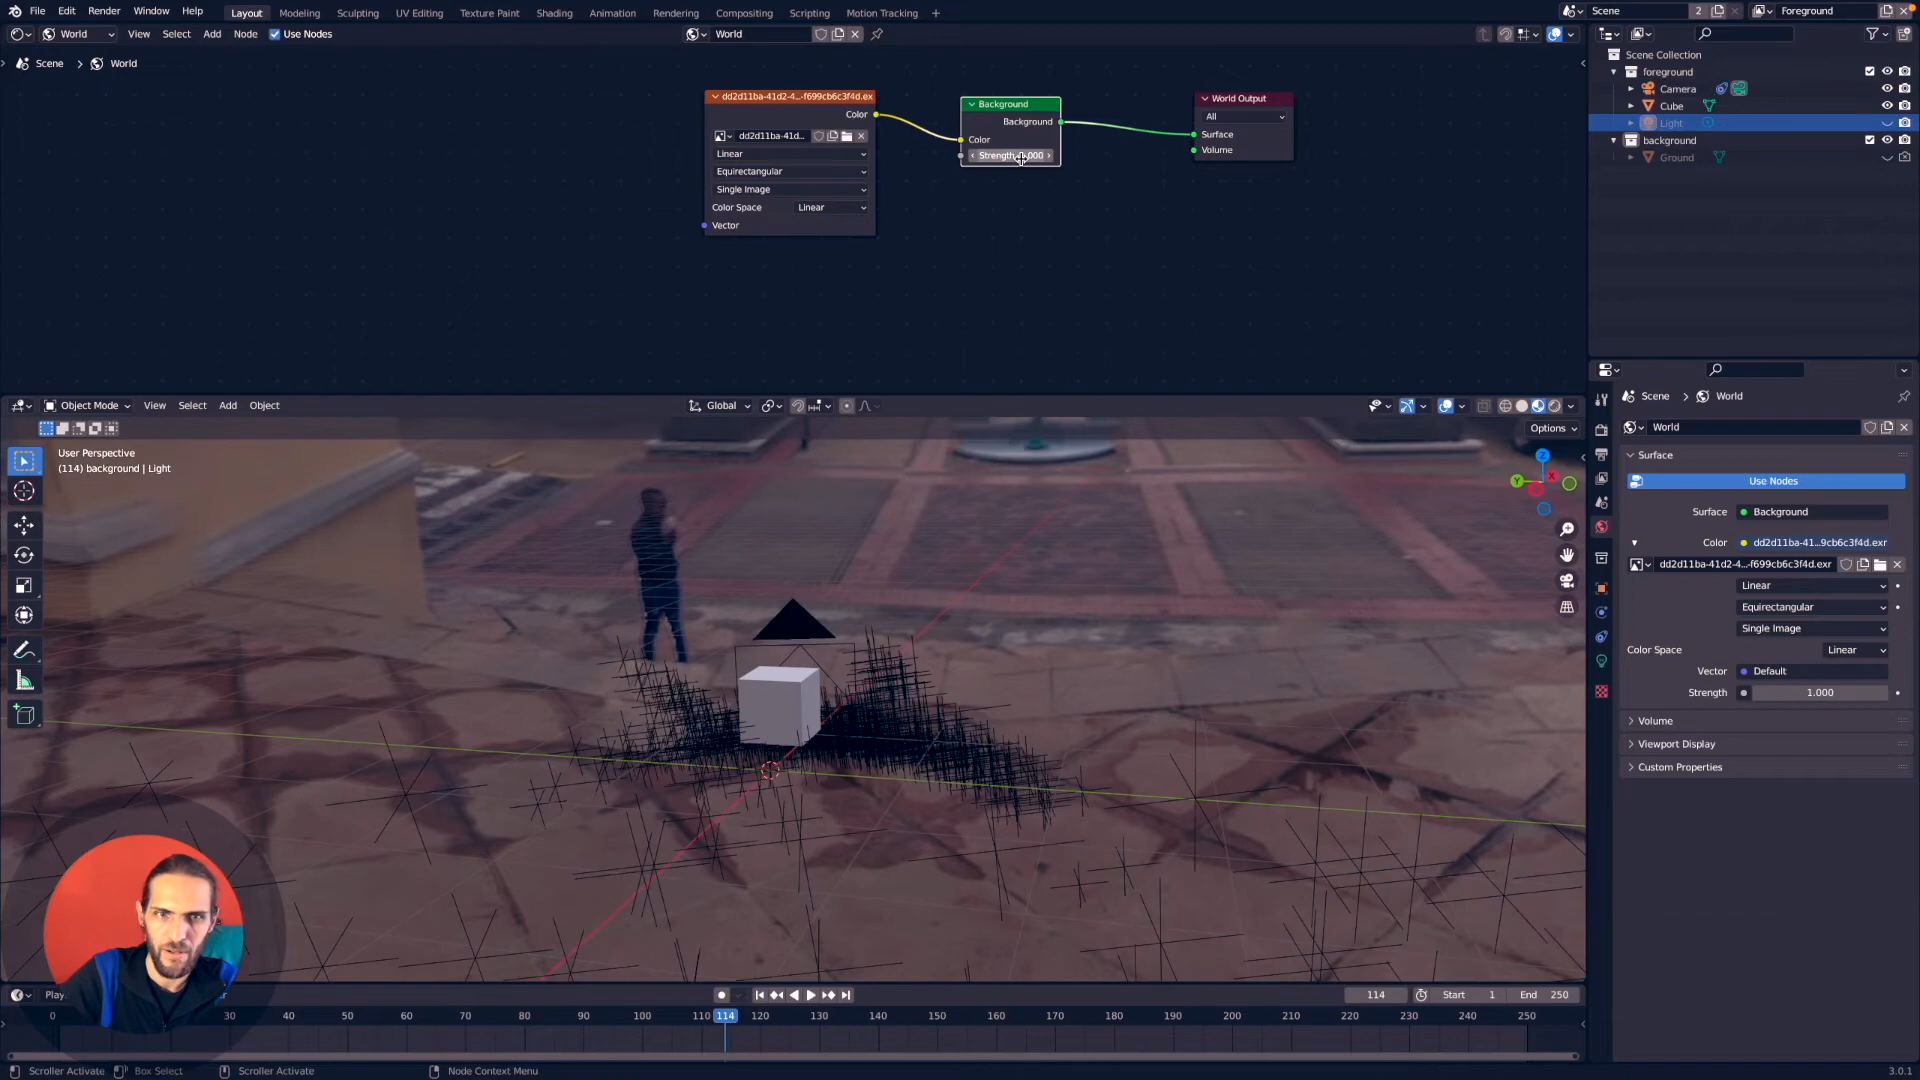 File Edit Render Window Help Layout Modeling Sculpting UV Editing Texture Paint Shading Animation Rendering Compositing Scripting Motion Tracking + Scene 2 Foreground
World View Select Add Node Use Nodes World
Scene > World
dd2d11ba-41d2-4...-f699cb6c3f4d.ex
Color
dd2d11ba-41d...
Linear
Equirectangular
Single Image
Color Space Linear
Vector
Background
Background
Color
World Output
All
Surface
Volume
Scene Collection
foreground
Camera
Cube
Light
background
Ground
Object Mode View Select Add Object Global
Options
User Perspective
(114) background | Light
Z
Y
X
Scene > World
World
Surface
Use Nodes
Surface Background
Color dd2d11ba-41...9cb6c3f4d.exr
dd2d11ba-41d2-4...-f699cb6c3f4d.exr
Linear
Equirectangular
Single Image
Color Space Linear
Vector Default
Strength 1.000
Volume
Viewport Display
Custom Properties
114 Start 1 End 250
0 30 40 50 60 70 80 90 100 110 114 120 130 140 150 160 170 180 190 200 210 220 230 240 250
Scroller Activate Box Select Scroller Activate Node Context Menu 3.0.1